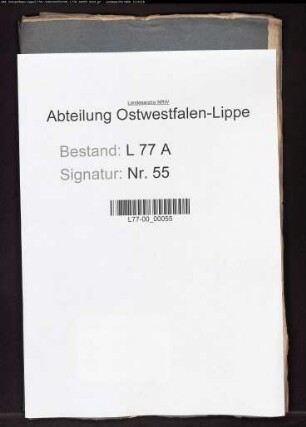 Landesarchiv NRW
Abteilung Ostwestfalen-Lippe
Bestand: L 77 A
Signatur: Nr. 55
L77-00_00055